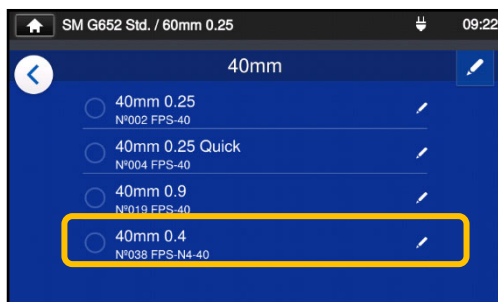 SM G652 Std. / 60mm 0.25 09:22
40mm
40mm 0.25
Nº002 FPS-40
40mm 0.25 Quick
Nº004 FPS-40
40mm 0.9
Nº019 FPS-40
40mm 0.4
Nº038 FPS-N4-40